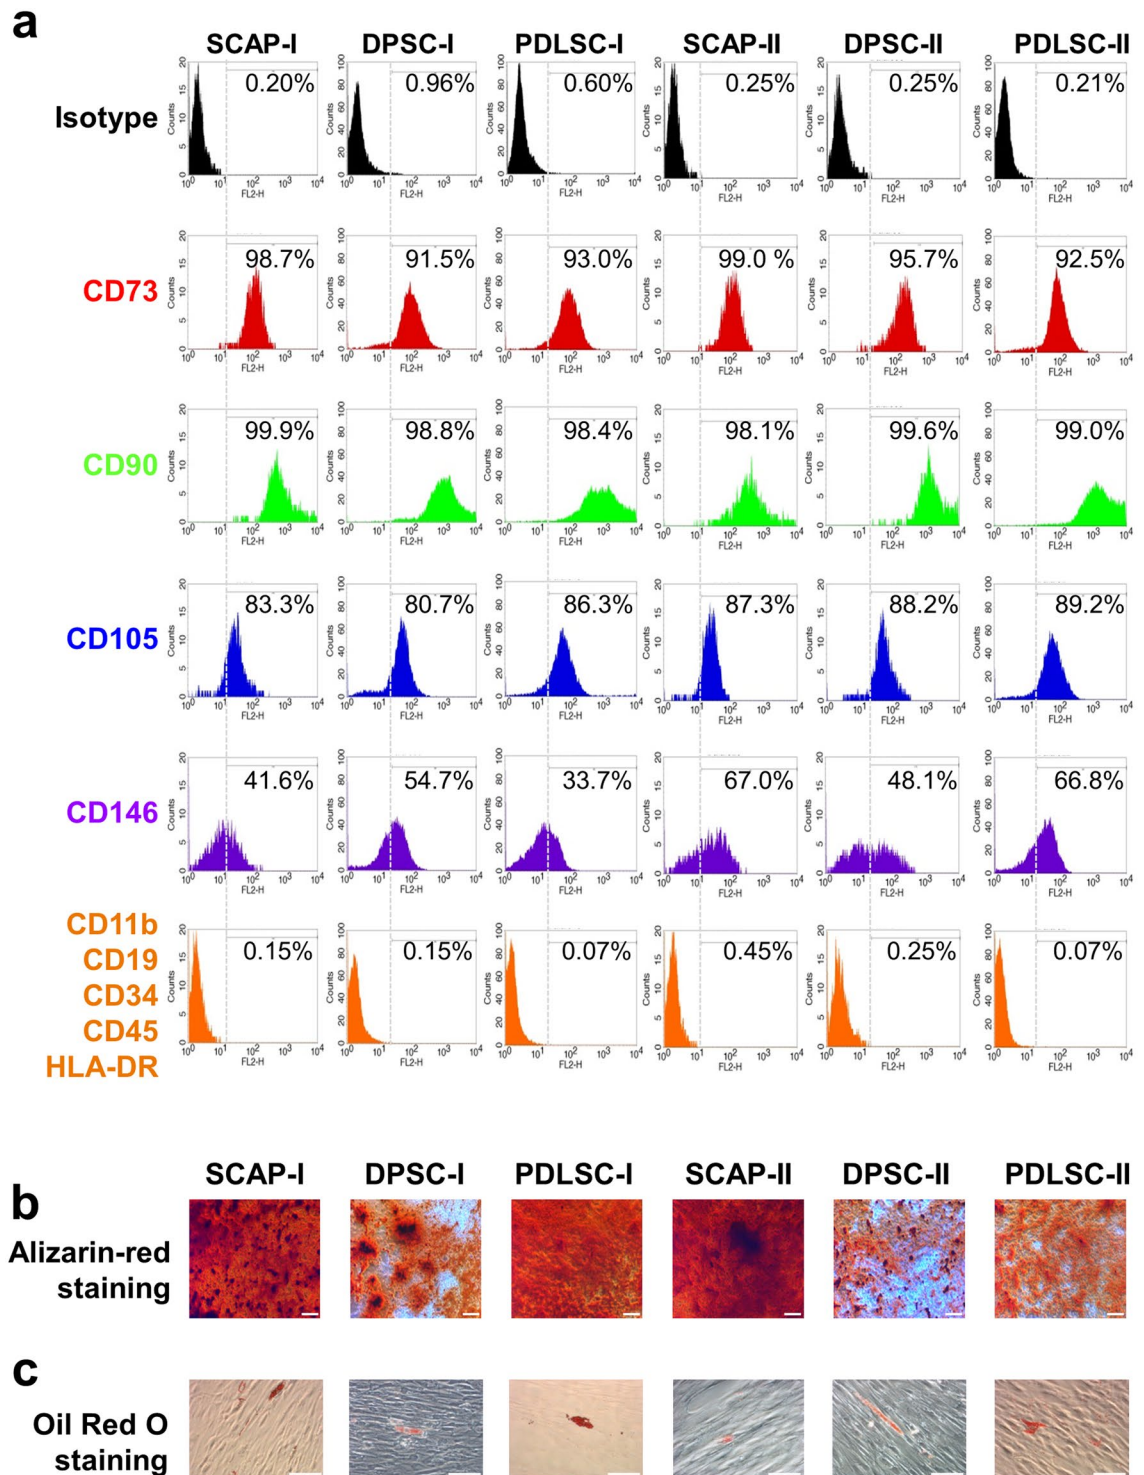 a
SCAP-I DPSC-I PDLSC-I SCAP-II DPSC-II PDLSC-II
Isotype
0.20% 0.96% 0.60% 0.25% 0.25% 0.21%
CD73
98.7% 91.5% 93.0% 99.0 % 95.7% 92.5%
CD90
99.9% 98.8% 98.4% 98.1% 99.6% 99.0%
CD105
83.3% 80.7% 86.3% 87.3% 88.2% 89.2%
CD146
41.6% 54.7% 33.7% 67.0% 48.1% 66.8%
CD11b
CD19
CD34
CD45
HLA-DR
0.15% 0.15% 0.07% 0.45% 0.25% 0.07%
Counts
FL2-H
b
SCAP-I DPSC-I PDLSC-I SCAP-II DPSC-II PDLSC-II
Alizarin-red
staining
c
Oil Red O
staining